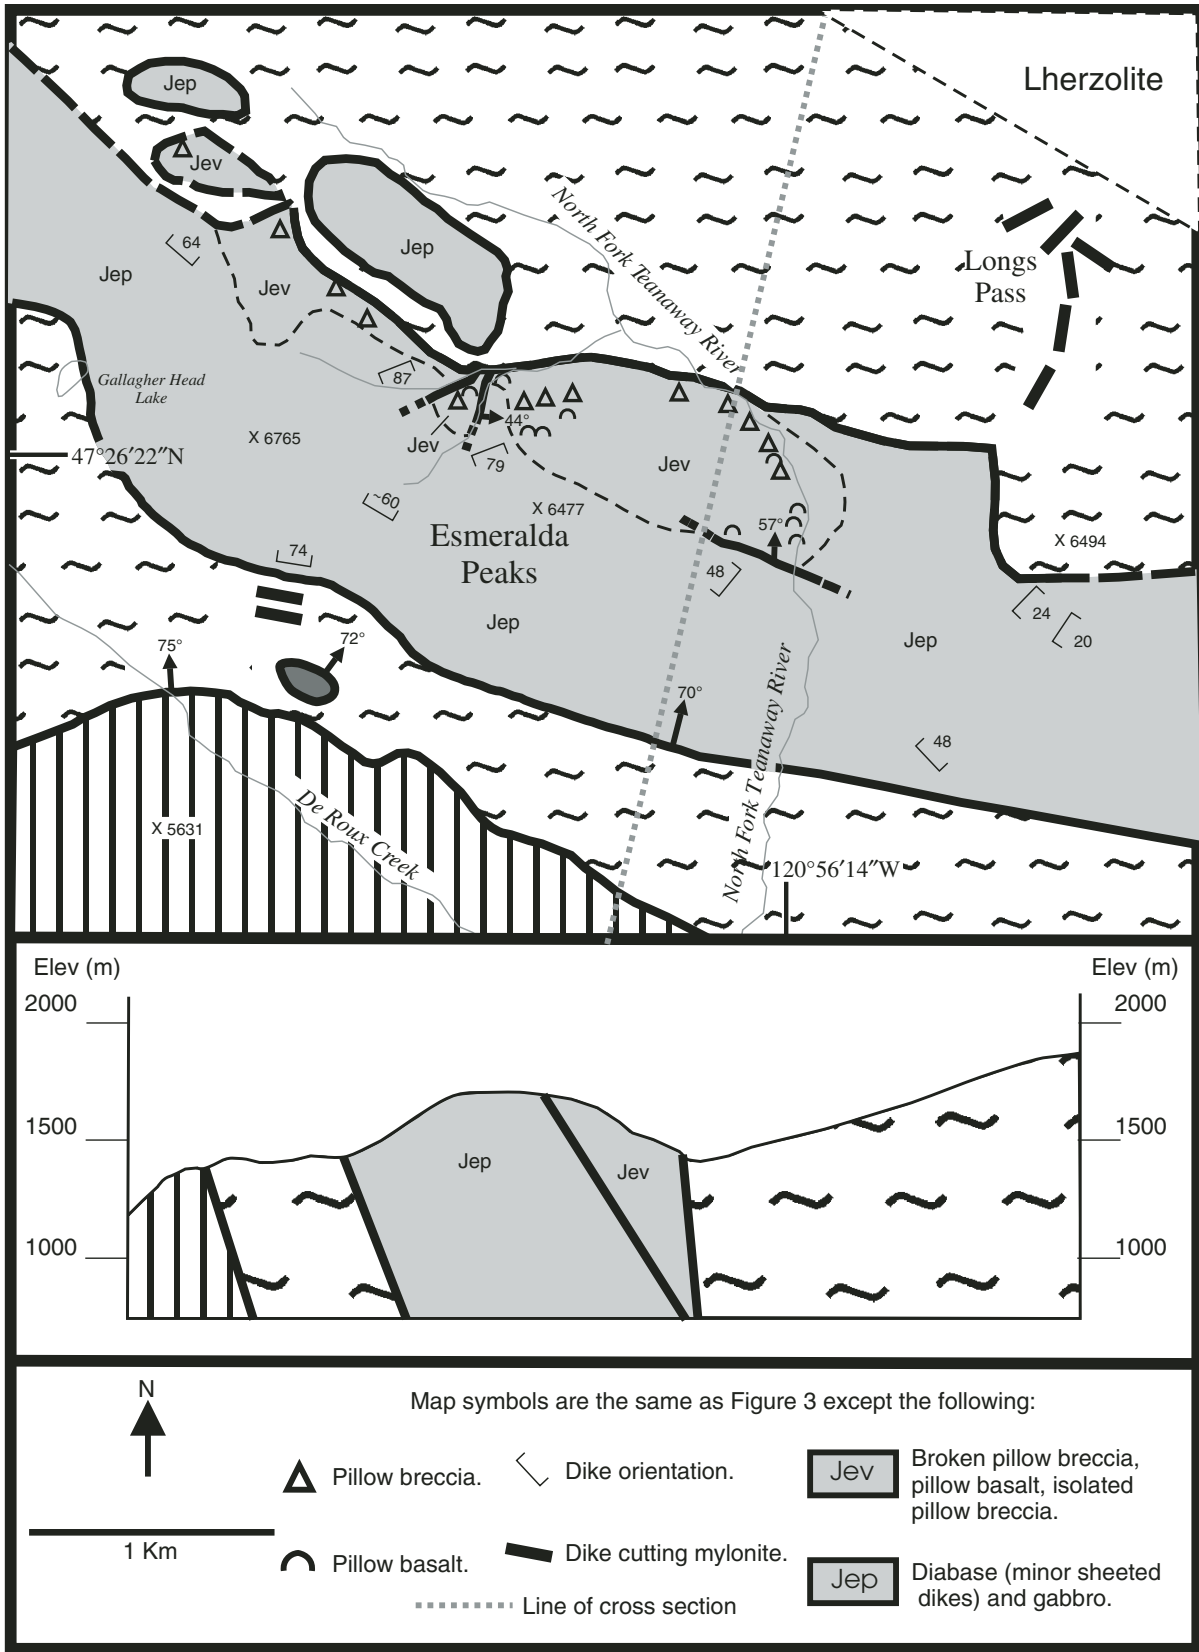 Lherzolite
Jep
Jev
North Fork Teanaway River
64
Jep
Jep
Longs
Pass
Jev
87
Gallagher Head
Lake
44°
X 6765
Jev
47°26′22″N
79
Jev
~60
X 6477
57°
X 6494
Esmeralda
Peaks
74
48
24
20
Jep
Jep
75°
72°
70°
North Fork Teanaway River
48
De Roux Creek
X 5631
120°56′14″W
Elev (m)
Elev (m)
2000
2000
1500
1500
Jep
Jev
1000
1000
N
1 Km
Map symbols are the same as Figure 3 except the following:
Pillow breccia.
Dike orientation.
Jev
Broken pillow breccia,
pillow basalt, isolated
pillow breccia.
Pillow basalt.
Dike cutting mylonite.
Jep
Diabase (minor sheeted
dikes) and gabbro.
Line of cross section